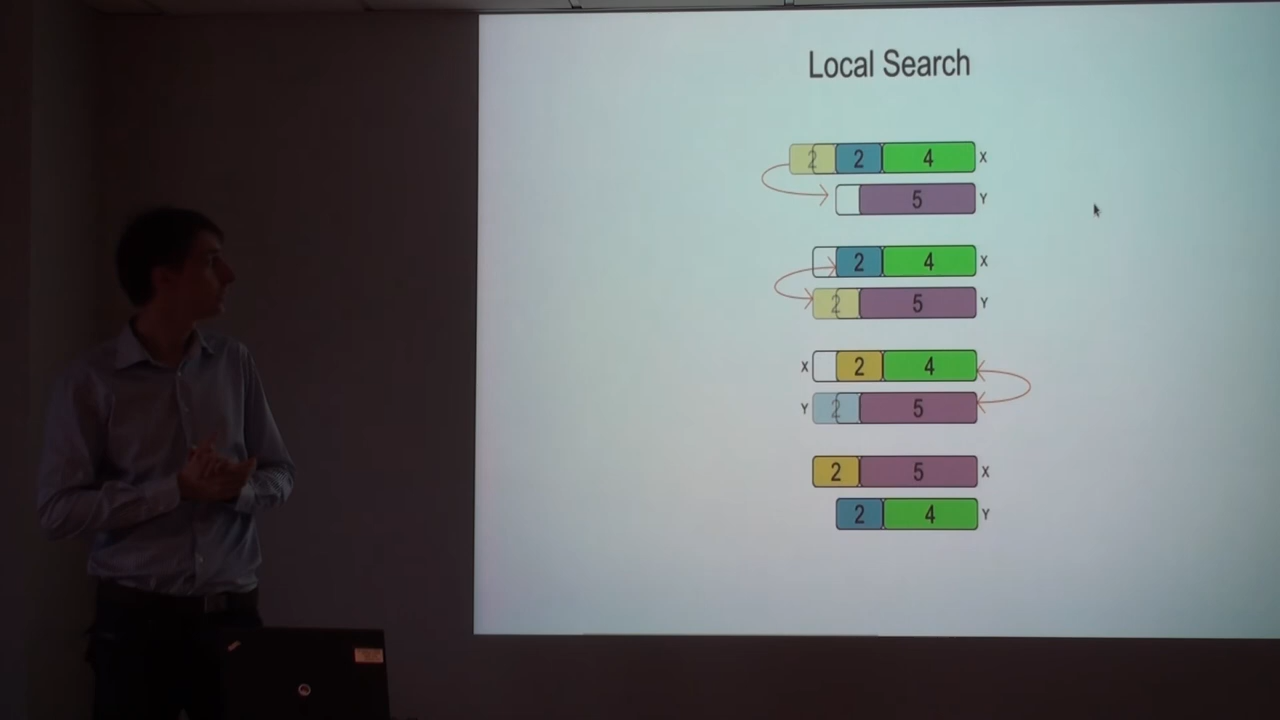 Local Search
2 2 4 X
5 Y
2 4 X
2 5 Y
X 2 4
Y 2 5
2 5 X
2 4 Y